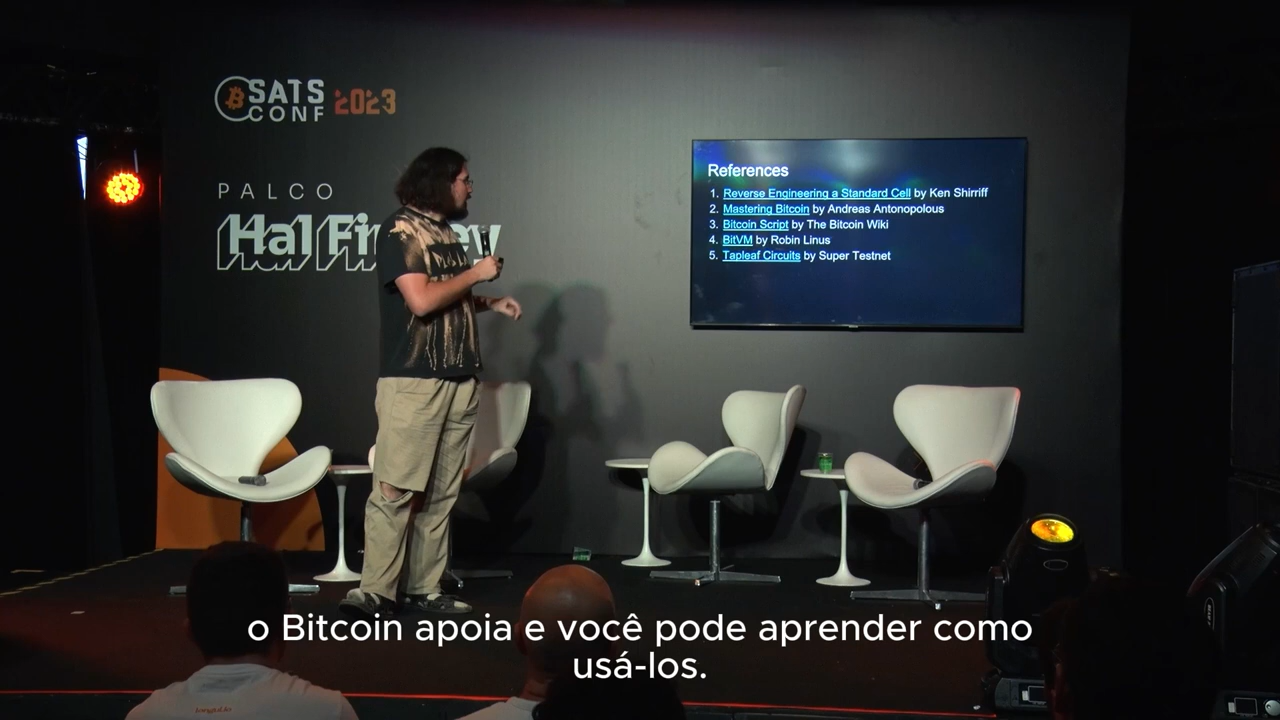 SATS
CONF 2023
PALCO
Hal Fi
References
1. Reverse Engineering a Standard Cell by Ken Shirriff
2. Mastering Bitcoin by Andreas Antonopolous
3. Bitcoin Script by The Bitcoin Wiki
4. BitVM by Robin Linus
5. Tapleaf Circuits by Super Testnet
o Bitcoin apoia e você pode aprender como
usá-los.